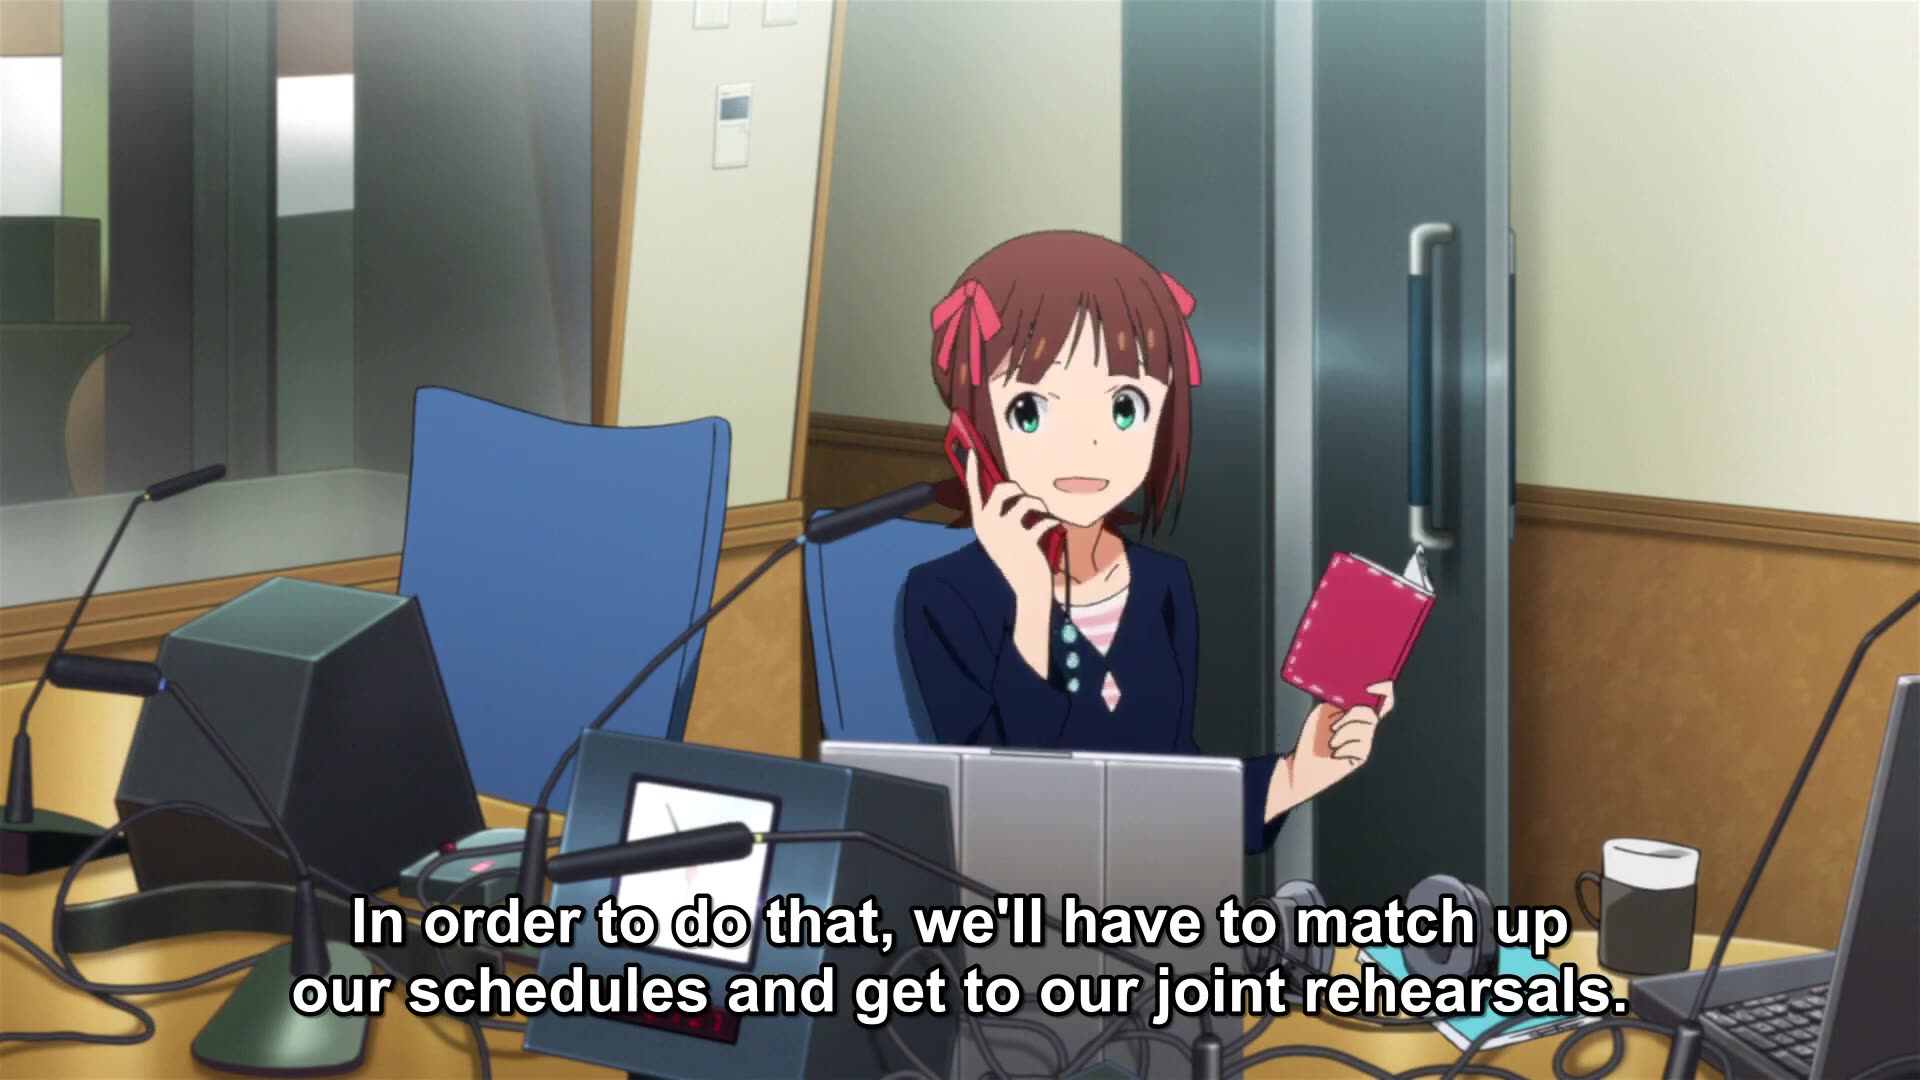 In order to do that, we'll have to match up
our schedules and get to our joint rehearsals.